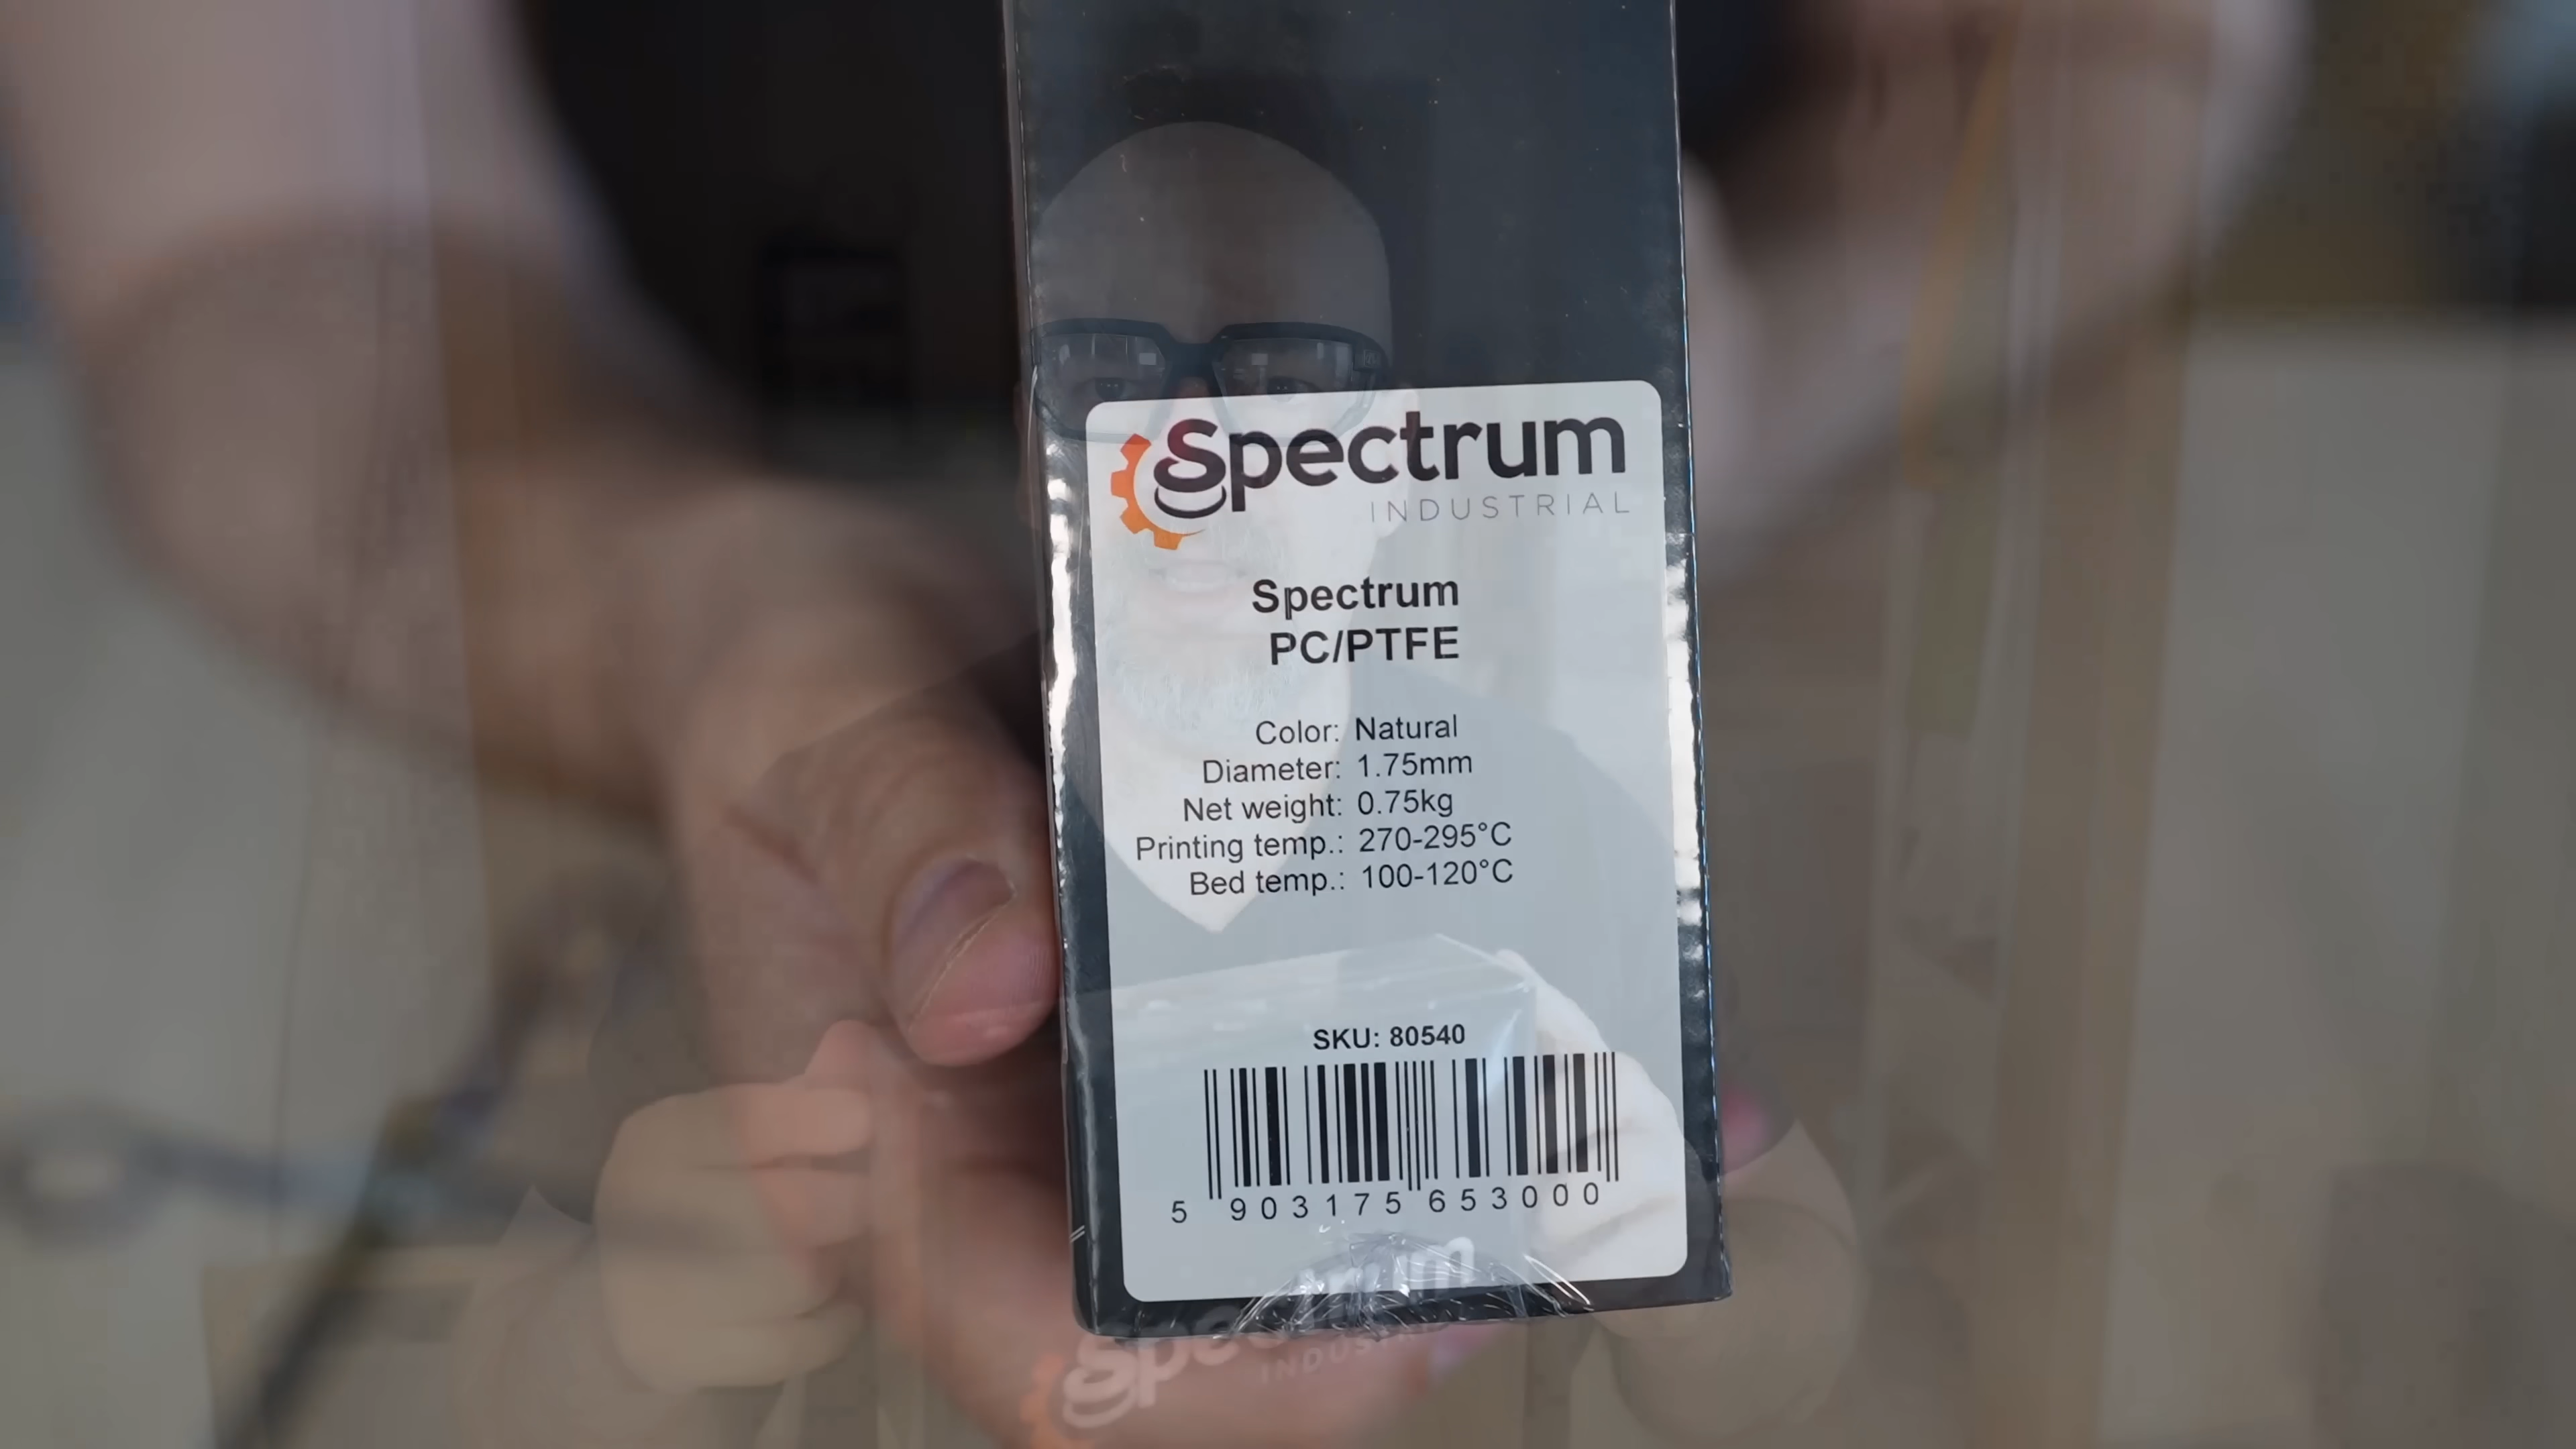 Spectrum
INDUSTRIAL
Spectrum
PC/PTFE
Color: Natural
Diameter: 1.75mm
Net weight: 0.75kg
Printing temp.: 270-295°C
Bed temp.: 100-120°C
SKU: 80540
5 903175 653000